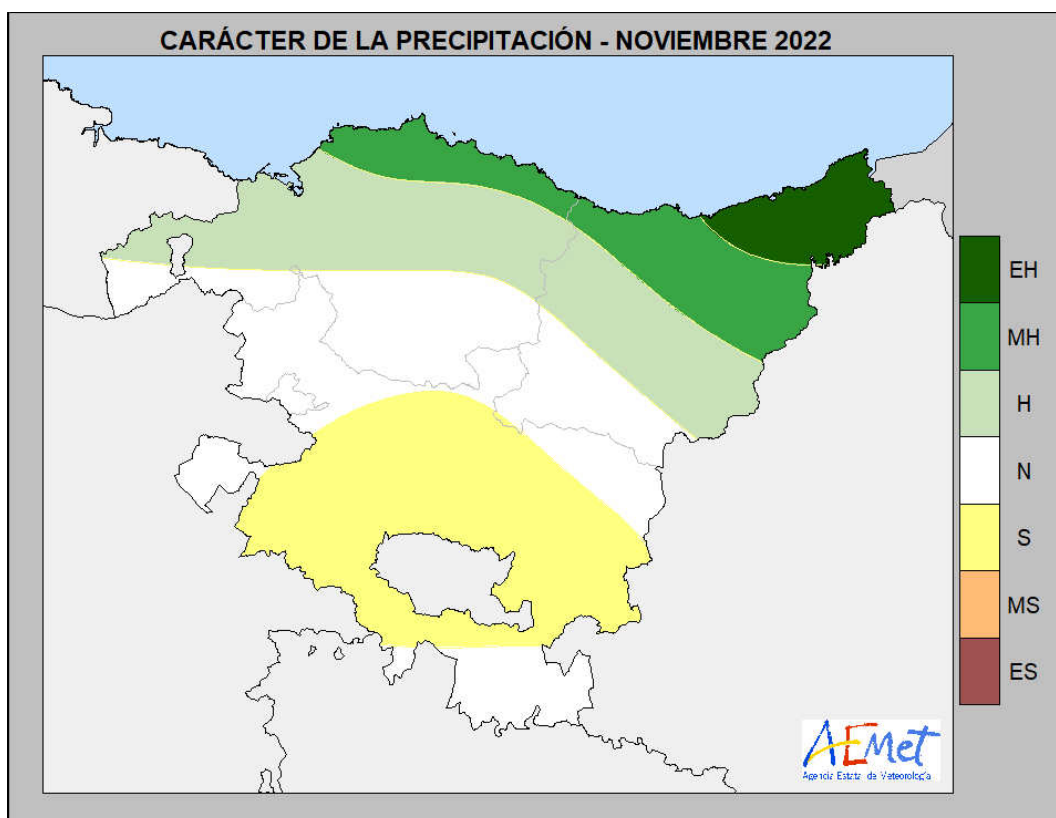 CARÁCTER DE LA PRECIPITACIÓN - NOVIEMBRE 2022
EH
MH
H
N
S
MS
ES
AEMet
Agencia Estatal de Meteorología